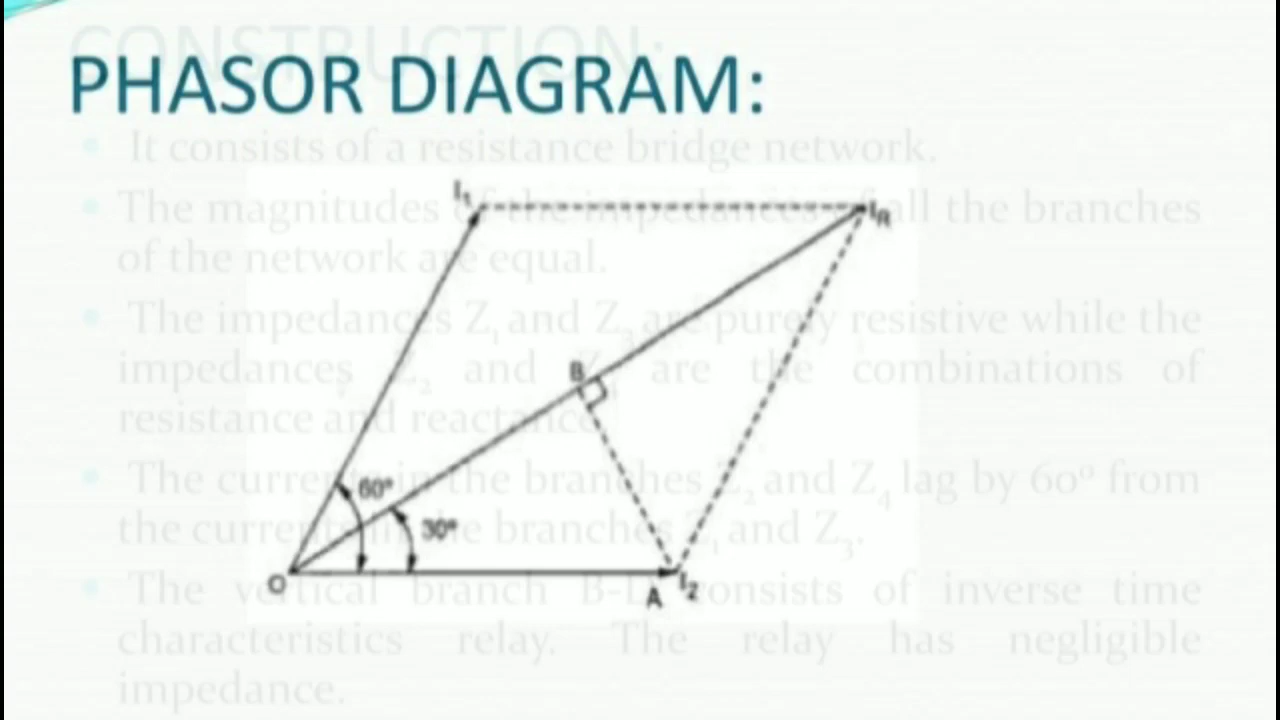 CONSTRUCTION:
PHASOR DIAGRAM:
It consists of a resistance bridge network.
The magnitudes of the impedances of all the branches
of the network are equal.
The impedances Z₁ and Z₃ are purely resistive while the
impedances Z₂ and Z₄ are the combinations of
resistance and reactance.
The currents in the branches Z₂ and Z₄ lag by 60º from
the currents in the branches Z₁ and Z₃.
The vertical branch B-D consists of inverse time
characteristics relay. The relay has negligible
impedance.
I₁
I_R
B
60°
30°
O
A
I₂